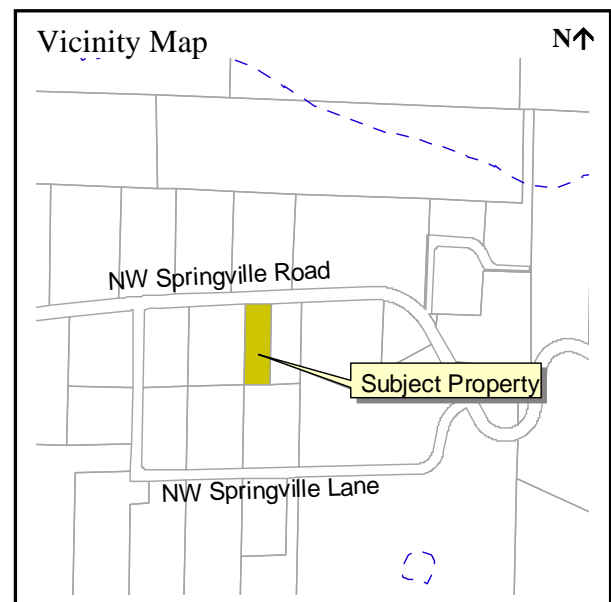 Vicinity Map
N↑
NW Springville Road
Subject Property
NW Springville Lane